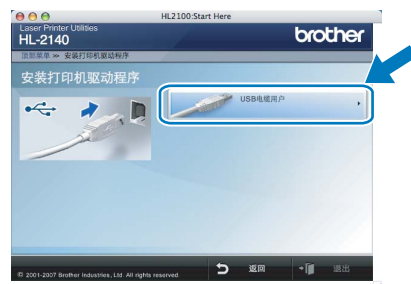 HL2100:Start Here
Laser Printer Utilities
HL-2140
brother
顶部菜单 >> 安装打印机驱动程序
安装打印机驱动程序
USB电缆用户
© 2001-2007 Brother Industries, Ltd. All rights reserved.
返回
退出